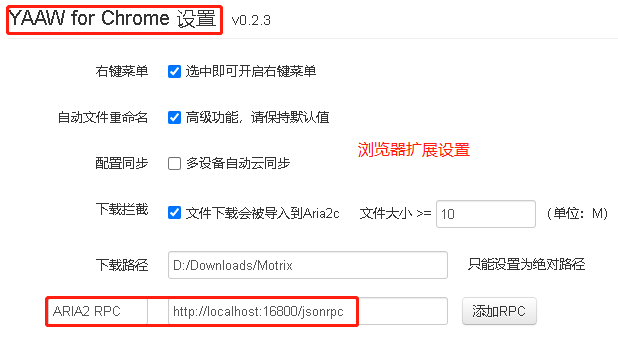 YAAW for Chrome 设置 v0.2.3
右键菜单 选中即可开启右键菜单
自动文件重命名 高级功能，请保持默认值
浏览器扩展设置
配置同步 多设备自动云同步
下载拦截 文件下载会被导入到Aria2c 文件大小 >= 10 (单位：M)
下载路径 D:/Downloads/Motrix 只能设置为绝对路径
ARIA2 RPC http://localhost:16800/jsonrpc 添加RPC